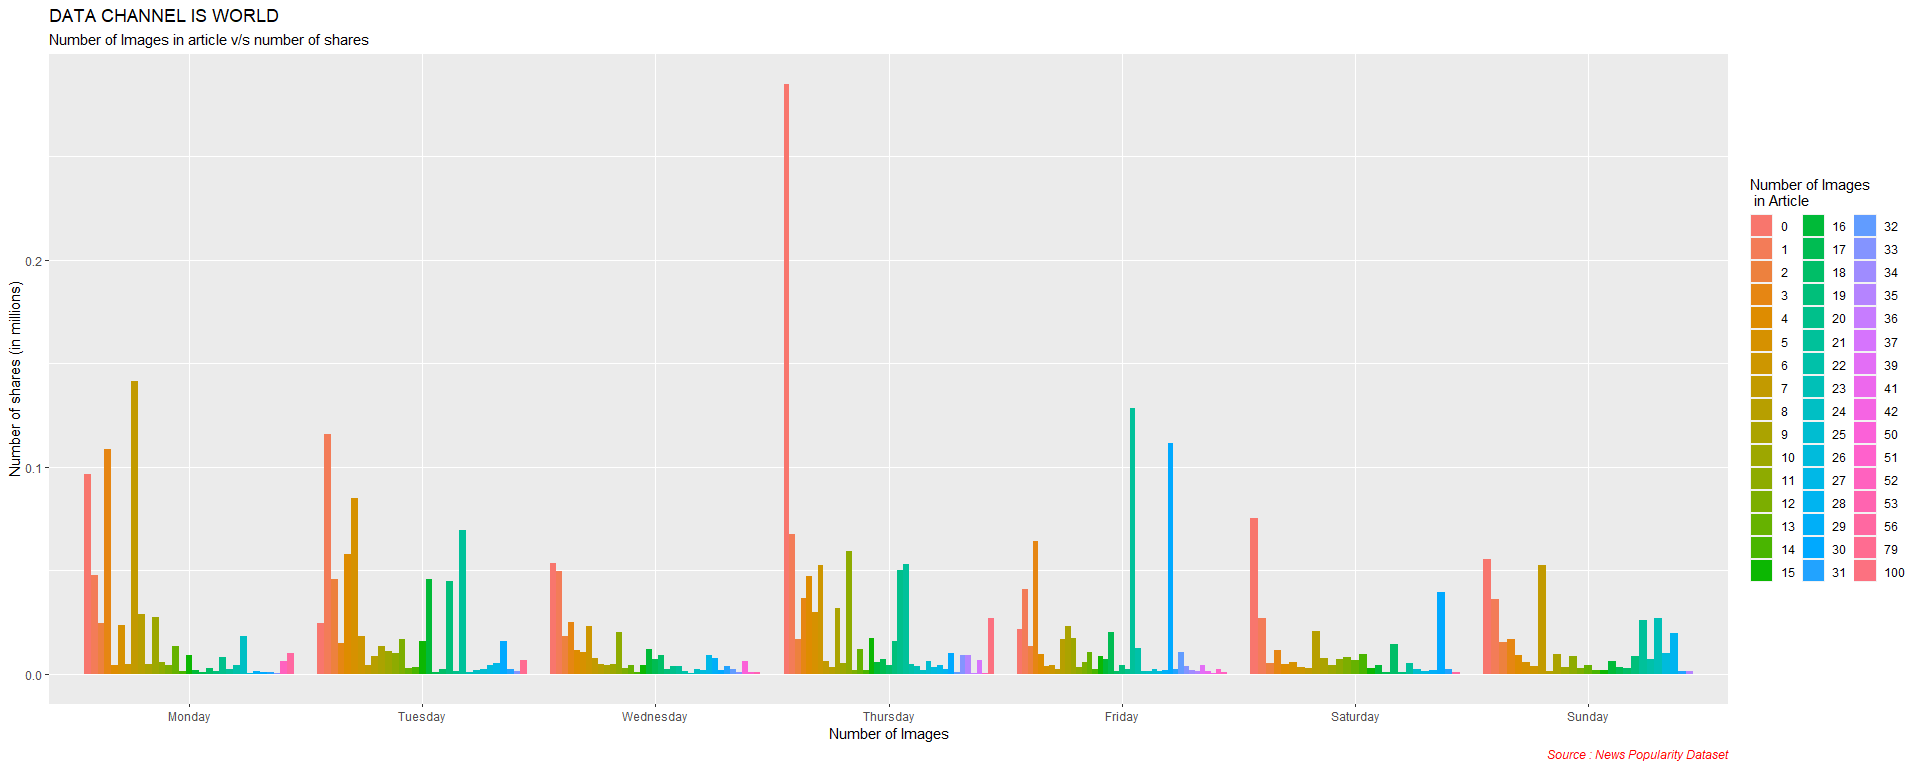 DATA CHANNEL IS WORLD
Number of Images in article v/s number of shares
Number of shares (in millions)
0.2
0.1
0.0
Monday
Tuesday
Wednesday
Thursday
Friday
Saturday
Sunday
Number of Images
Source : News Popularity Dataset
Number of Images
in Article
0 16 32
1 17 33
2 18 34
3 19 35
4 20 36
5 21 37
6 22 39
7 23 41
8 24 42
9 25 50
10 26 51
11 27 52
12 28 53
13 29 56
14 30 79
15 31 100